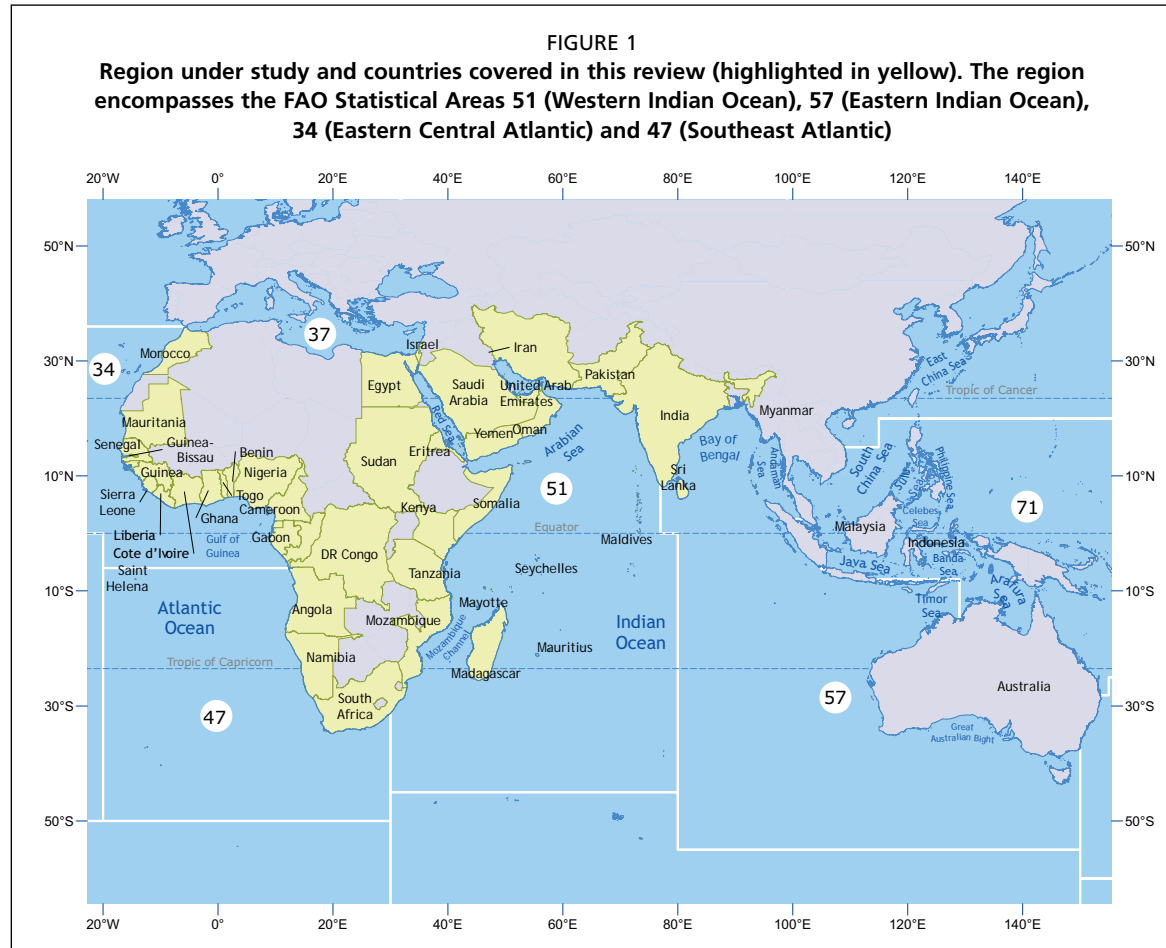 FIGURE 1
Region under study and countries covered in this review (highlighted in yellow). The region
encompasses the FAO Statistical Areas 51 (Western Indian Ocean), 57 (Eastern Indian Ocean),
34 (Eastern Central Atlantic) and 47 (Southeast Atlantic)
20°W 0° 20°E 40°E 60°E 80°E 100°E 120°E 140°E
50°N 50°N
37
Israel
Iran
Morocco
34
30°N 30°N
East
China Sea
Egypt
Saudi
Arabia
United Arab
Emirates
Pakistan
India
Myanmar
Tropic of Cancer
Mauritania
Red Sea
Yemen
Oman
Arabian
Sea
Bay of
Bengal
Andaman
Sea
South
China Sea
Philippine Sea
Senegal
Guinea-
Bissau
Benin
Guinea
Nigeria
Sudan
Eritrea
10°N 10°N
Sri
Lanka
Sulu
Sea
51
71
Sierra
Leone
Togo
Cameroon
Kenya
Somalia
Ghana
Celebes
Sea
Liberia
Cote d'Ivoire
Gulf of
Guinea
Gabon
Equator
Maldives
Malaysia
Indonesia
DR Congo
Banda
Sea
Java Sea
Saint
Helena
Tanzania
Seychelles
Arafura
Sea
10°S 10°S
Timor
Sea
Atlantic
Ocean
Angola
Mayotte
Mozambique
Mozambique
Channel
Indian
Ocean
Mauritius
Tropic of Capricorn
Namibia
Madagascar
Australia
47
South
Africa
57
30°S 30°S
Great
Australian Bight
50°S 50°S
20°W 0° 20°E 40°E 60°E 80°E 100°E 120°E 140°E